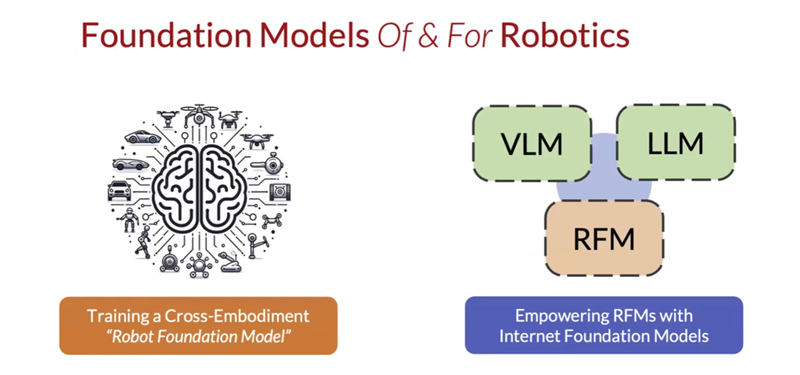 Foundation Models Of & For Robotics
VLM
LLM
RFM
Training a Cross-Embodiment
“Robot Foundation Model”
Empowering RFMs with
Internet Foundation Models